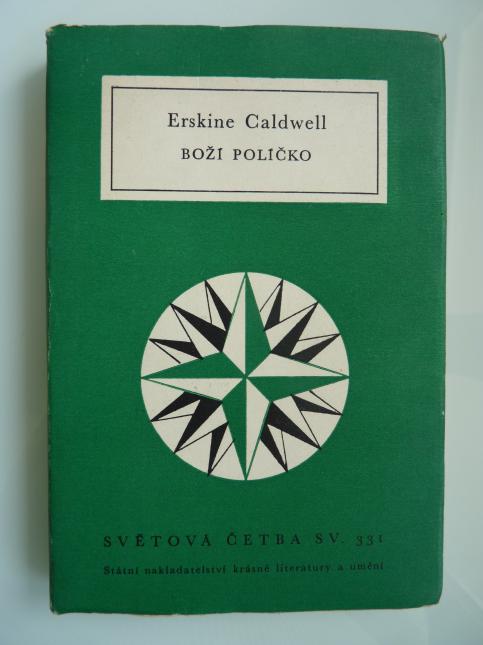 Erskine Caldwell
BOŽÍ POLÍČKO
SVĚTOVÁ ČETBA SV. 331
Státní nakladatelství krásné literatury a umění